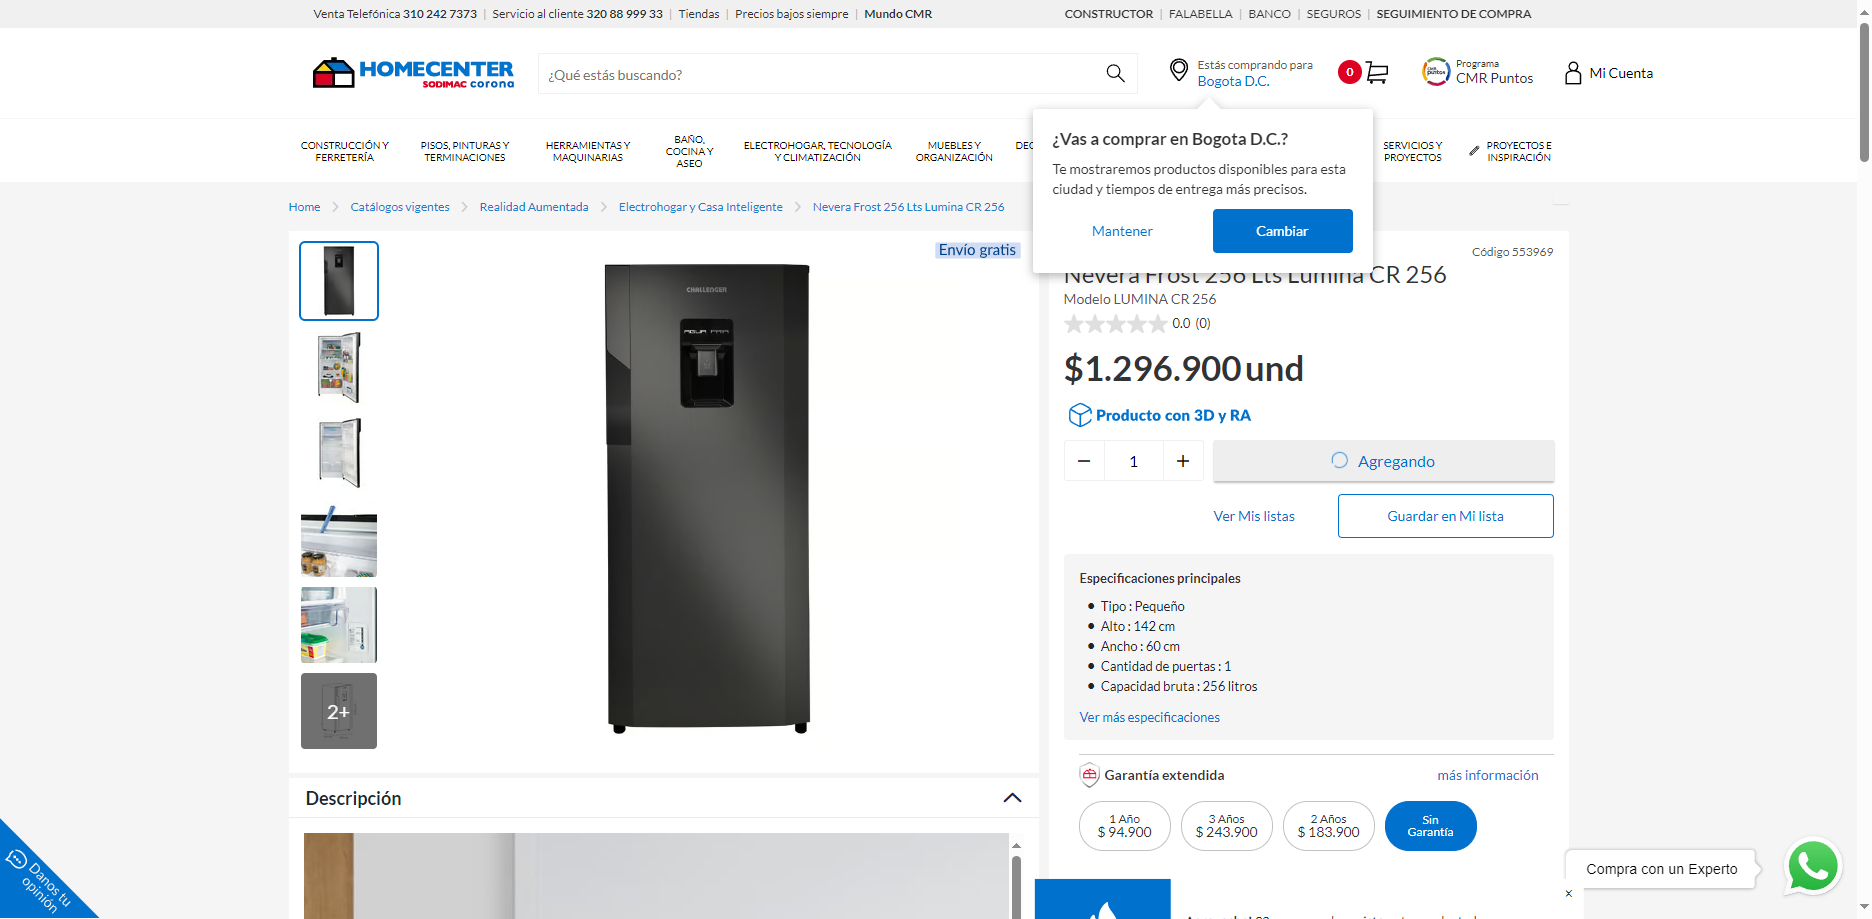 Venta Telefónica 310 242 7373 | Servicio al cliente 320 88 999 33 | Tiendas | Precios bajos siempre | Mundo CMR
CONSTRUCTOR | FALABELLA | BANCO | SEGUROS | SEGUIMIENTO DE COMPRA
HOMECENTER
SODIMAC corona
¿Qué estás buscando?
Estás comprando para
Bogota D.C.
0
Programa
CMR Puntos
Mi Cuenta
CONSTRUCCIÓN Y
FERRETERÍA
PISOS, PINTURAS Y
TERMINACIONES
HERRAMIENTAS Y
MAQUINARIAS
BAÑO,
COCINA Y
ASEO
ELECTROHOGAR, TECNOLOGÍA
Y CLIMATIZACIÓN
MUEBLES Y
ORGANIZACIÓN
SERVICIOS Y
PROYECTOS
PROYECTOS E
INSPIRACIÓN
¿Vas a comprar en Bogota D.C.?
Te mostraremos productos disponibles para esta
ciudad y tiempos de entrega más precisos.
Mantener
Cambiar
Home > Catálogos vigentes > Realidad Aumentada > Electrohogar y Casa Inteligente > Nevera Frost 256 Lts Lumina CR 256
Envío gratis
CHALLENGER
AGUA FRIA
2+
Código 553969
Nevera Frost 256 Lts Lumina CR 256
Modelo LUMINA CR 256
0.0 (0)
$1.296.900 und
Producto con 3D y RA
− 1 +
Agregando
Ver Mis listas
Guardar en Mi lista
Especificaciones principales
• Tipo : Pequeño
• Alto : 142 cm
• Ancho : 60 cm
• Cantidad de puertas : 1
• Capacidad bruta : 256 litros
Ver más especificaciones
Garantía extendida
más información
1 Año
$ 94.900
3 Años
$ 243.900
2 Años
$ 183.900
Sin
Garantía
Descripción
Danos tu
opinión
Compra con un Experto
×